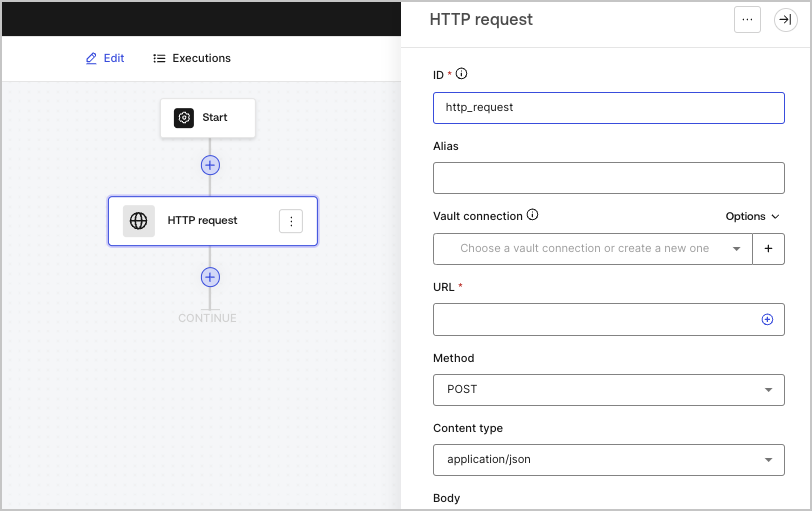 HTTP request
Edit
Executions
ID *
http_request
Start
Alias
HTTP request
Vault connection
Options
Choose a vault connection or create a new one
URL *
CONTINUE
Method
POST
Content type
application/json
Body